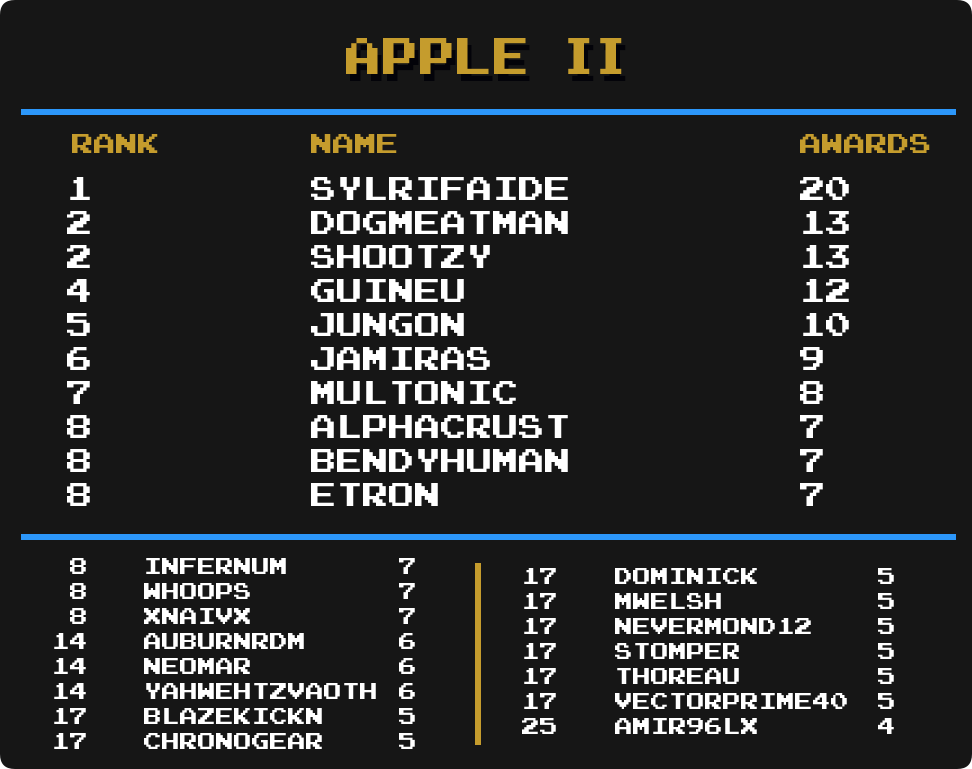 APPLE II
RANK NAME AWARDS
1 SYLRIFAIDE 20
2 DOGMEATMAN 13
2 SHOOTZY 13
4 GUINEU 12
5 JUNGON 10
6 JAMIRAS 9
7 MULTONIC 8
8 ALPHACRUST 7
8 BENDYHUMAN 7
8 ETRON 7
8 INFERNUM 7
8 WHOOPS 7
8 XNAIVX 7
14 AUBURNRDM 6
14 NEOMAR 6
14 YAHWEHTZVAOTH 6
17 BLAZEKICKN 5
17 CHRONOGEAR 5
17 DOMINICK 5
17 MWELSH 5
17 NEVERMOND12 5
17 STOMPER 5
17 THOREAU 5
17 VECTORPRIME40 5
25 AMIR96LX 4